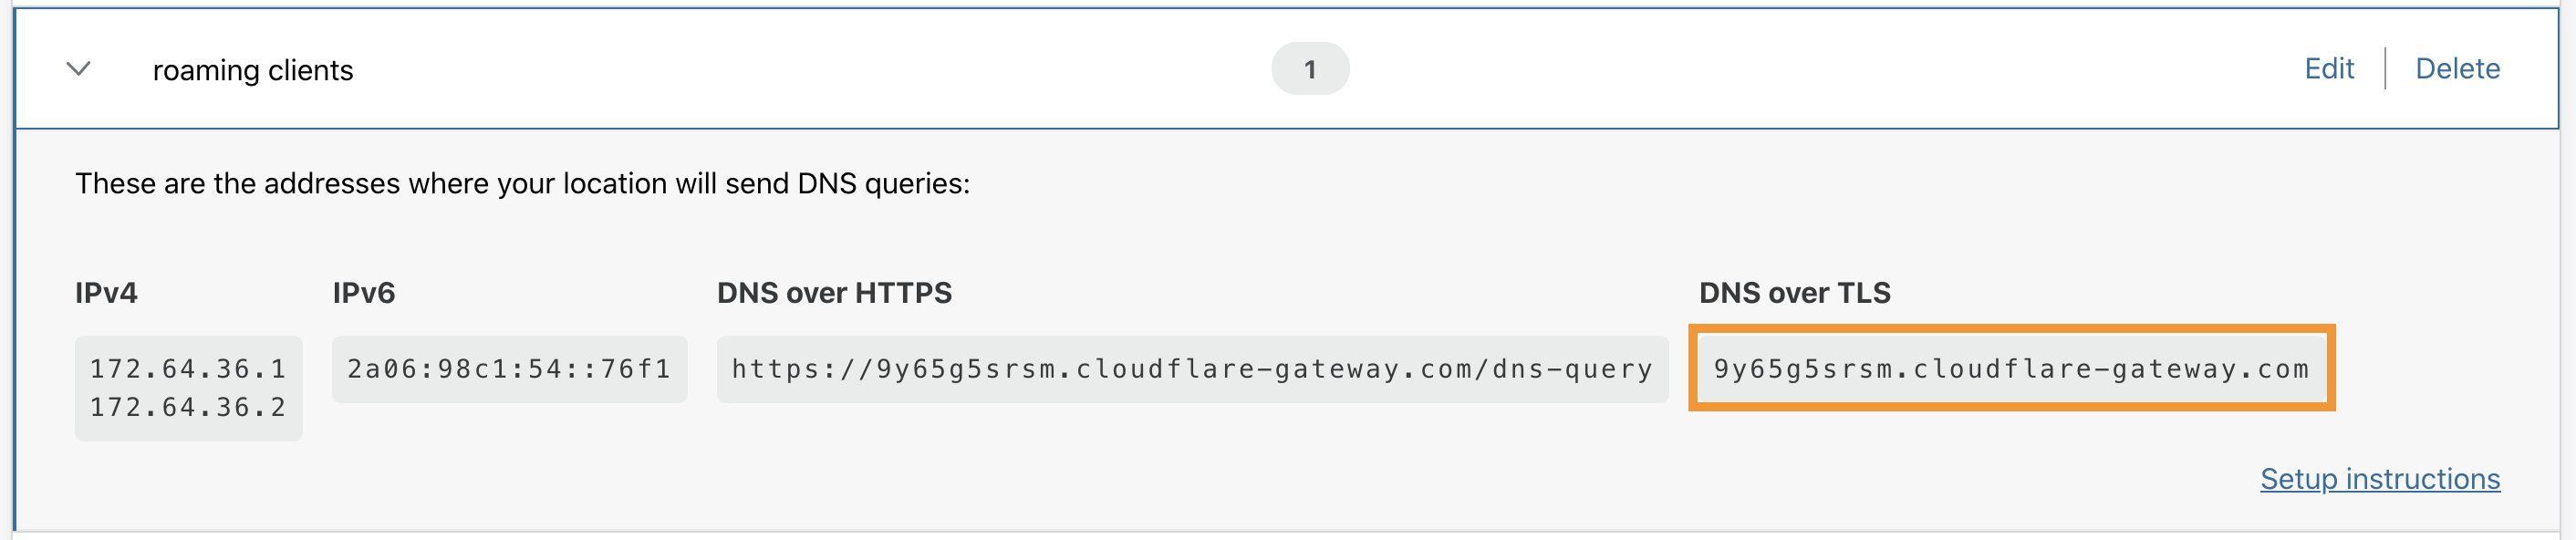 roaming clients
1
Edit
Delete
These are the addresses where your location will send DNS queries:
IPv4
172.64.36.1
172.64.36.2
IPv6
2a06:98c1:54::76f1
DNS over HTTPS
https://9y65g5srsm.cloudflare-gateway.com/dns-query
DNS over TLS
9y65g5srsm.cloudflare-gateway.com
Setup instructions